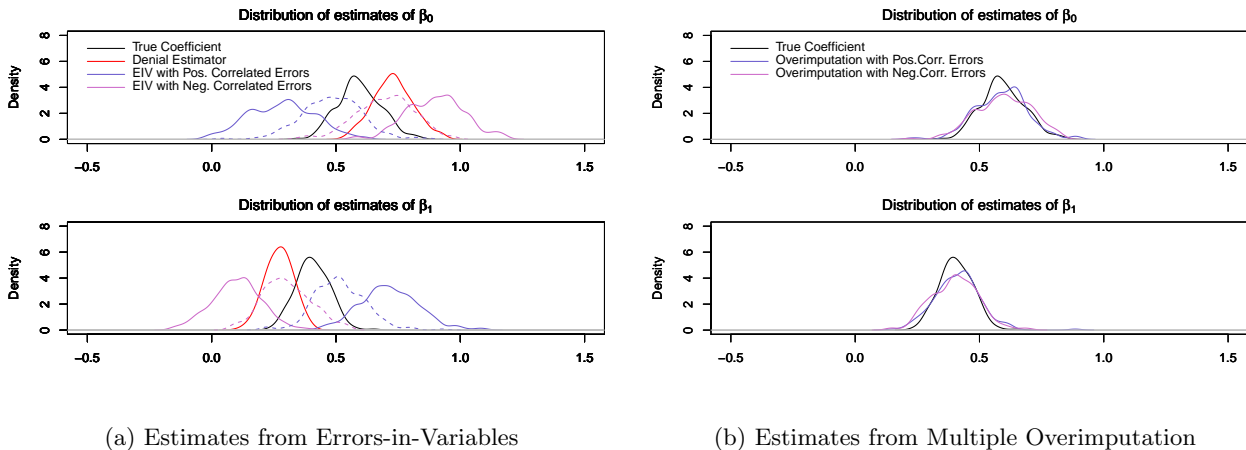 Distribution of estimates of β0
Density
8
6
4
2
0
True Coefficient
Denial Estimator
EIV with Pos. Correlated Errors
EIV with Neg. Correlated Errors
−0.5 0.0 0.5 1.0 1.5
Distribution of estimates of β1
Density
8
6
4
2
0
−0.5 0.0 0.5 1.0 1.5
(a) Estimates from Errors-in-Variables
Distribution of estimates of β0
Density
8
6
4
2
0
True Coefficient
Overimputation with Pos.Corr. Errors
Overimputation with Neg.Corr. Errors
−0.5 0.0 0.5 1.0 1.5
Distribution of estimates of β1
Density
8
6
4
2
0
−0.5 0.0 0.5 1.0 1.5
(b) Estimates from Multiple Overimputation